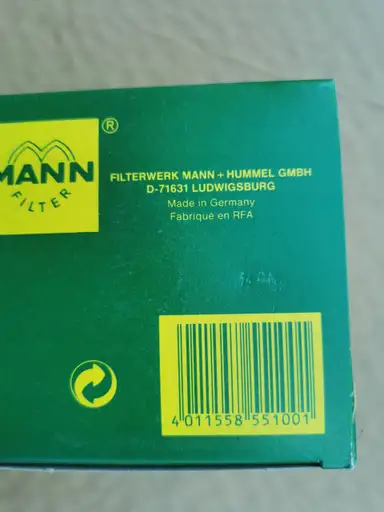 MANN
FILTER
®
FILTERWERK MANN + HUMMEL GMBH
D-71631 LUDWIGSBURG
Made in Germany
Fabriqué en RFA
4 011558 551001